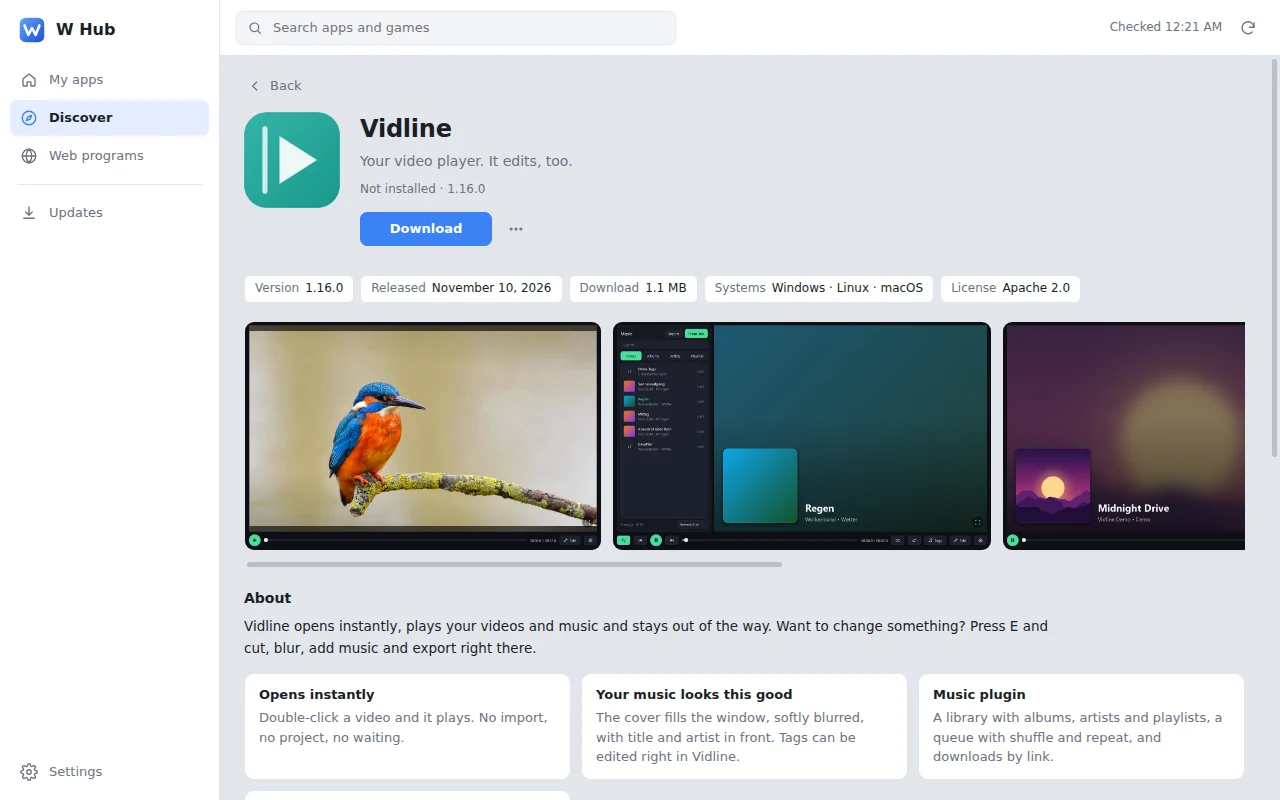 W Hub
Search apps and games
Checked 12:21 AM
My apps
Discover
Web programs
Updates
Settings
Back
Vidline
Your video player. It edits, too.
Not installed · 1.16.0
Download
Version 1.16.0
Released November 10, 2026
Download 1.1 MB
Systems Windows · Linux · macOS
License Apache 2.0
Music
Regen
Wolkenband • Wetter
Midnight Drive
Vidline Demo • Demo
About
Vidline opens instantly, plays your videos and music and stays out of the way. Want to change something? Press E and
cut, blur, add music and export right there.
Opens instantly
Double-click a video and it plays. No import,
no project, no waiting.
Your music looks this good
The cover fills the window, softly blurred,
with title and artist in front. Tags can be
edited right in Vidline.
Music plugin
A library with albums, artists and playlists, a
queue with shuffle and repeat, and
downloads by link.